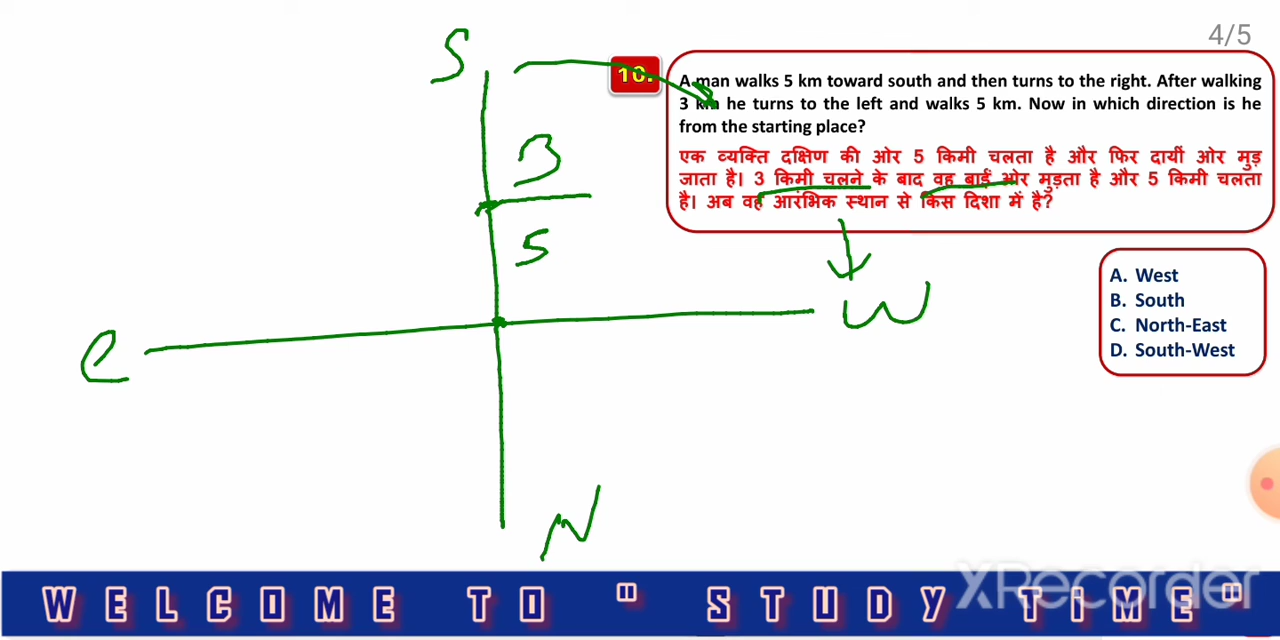 4/5
S
10.
A man walks 5 km toward south and then turns to the right. After walking
3 km he turns to the left and walks 5 km. Now in which direction is he
from the starting place?
एक व्यक्ति दक्षिण की ओर 5 किमी चलता है और फिर दायीं ओर मुड़
जाता है। 3 किमी चलने के बाद वह बाईं ओर मुड़ता है और 5 किमी चलता
है। अब वह आरंभिक स्थान से किस दिशा में है?
3
5
A. West
B. South
C. North-East
D. South-West
W
e
N
WELCOME TO " STUDY TiME "
XRecorder